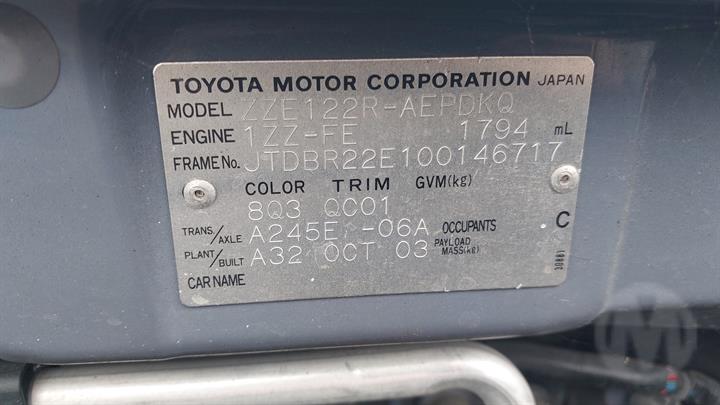 TOYOTA MOTOR CORPORATION JAPAN
MODEL ZZE122R-AEPDKQ
ENGINE 1ZZ-FE 1794 mL
FRAME No. JTDBR22E100146717
COLOR TRIM GVM(kg)
8Q3 QC01
TRANS./AXLE A245E -06A OCCUPANTS C
PLANT/BUILT A32 OCT 03 PAYLOAD MASS(kg)
CAR NAME
M